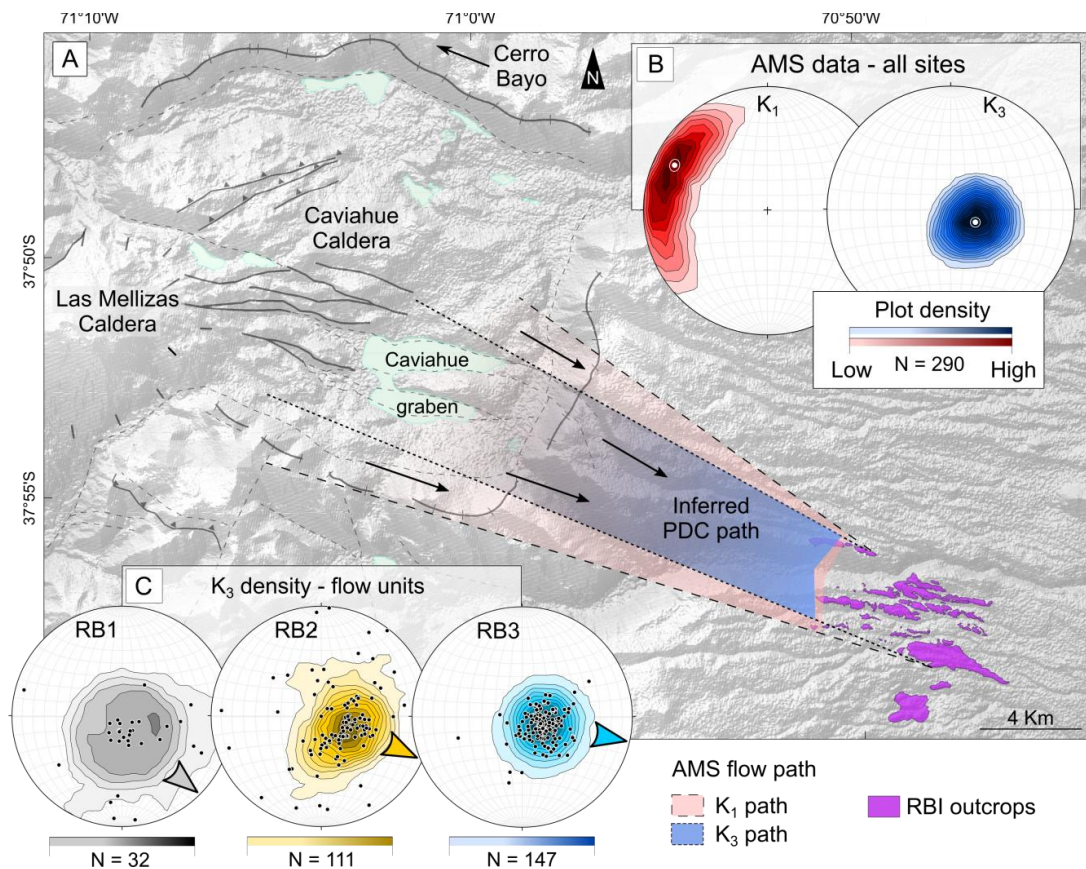 71°10'W
71°0'W
70°50'W
A
Cerro
Bayo
N
B
AMS data - all sites
K1
K3
37°50'S
Caviahue
Caldera
Las Mellizas
Caldera
Plot density
N = 290
Low
High
Caviahue
graben
37°55'S
Inferred
PDC path
C
K3 density - flow units
RB1
RB2
RB3
4 Km
AMS flow path
K1 path
K3 path
RBI outcrops
N = 32
N = 111
N = 147